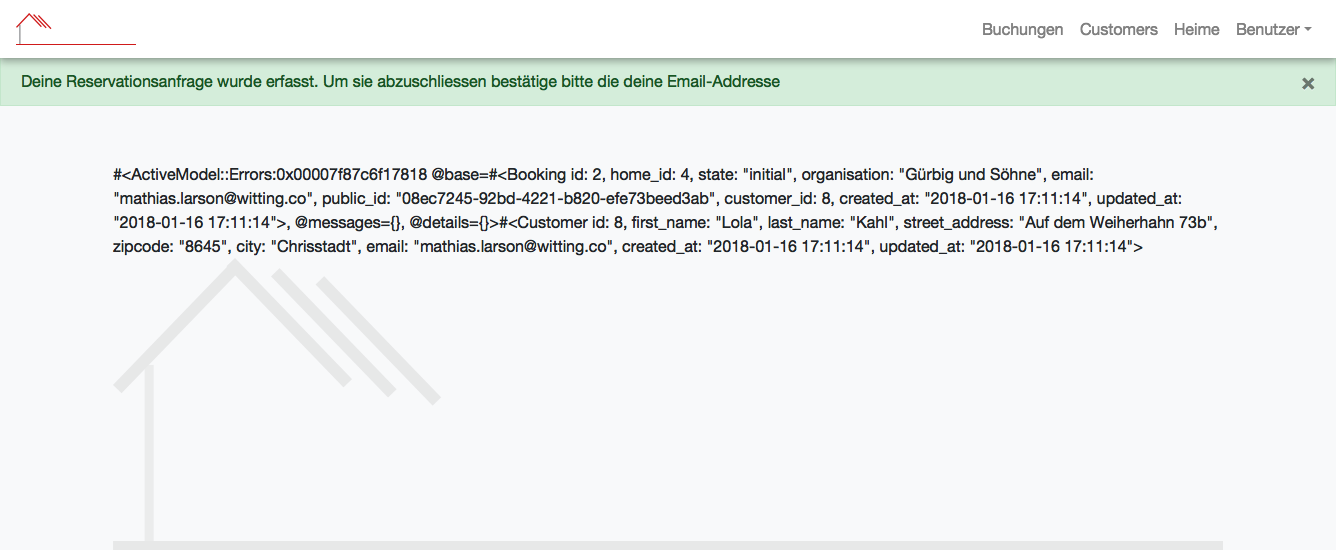 Buchungen Customers Heime Benutzer
Deine Reservationsanfrage wurde erfasst. Um sie abzuschliessen bestätige bitte die deine Email-Addresse ×
#<ActiveModel::Errors:0x00007f87c6f17818 @base=#<Booking id: 2, home_id: 4, state: "initial", organisation: "Gürbig und Söhne", email:
"mathias.larson@witting.co", public_id: "08ec7245-92bd-4221-b820-efe73beed3ab", customer_id: 8, created_at: "2018-01-16 17:11:14", updated_at:
"2018-01-16 17:11:14">, @messages={}, @details={}>#<Customer id: 8, first_name: "Lola", last_name: "Kahl", street_address: "Auf dem Weiherhahn 73b",
zipcode: "8645", city: "Chrisstadt", email: "mathias.larson@witting.co", created_at: "2018-01-16 17:11:14", updated_at: "2018-01-16 17:11:14">